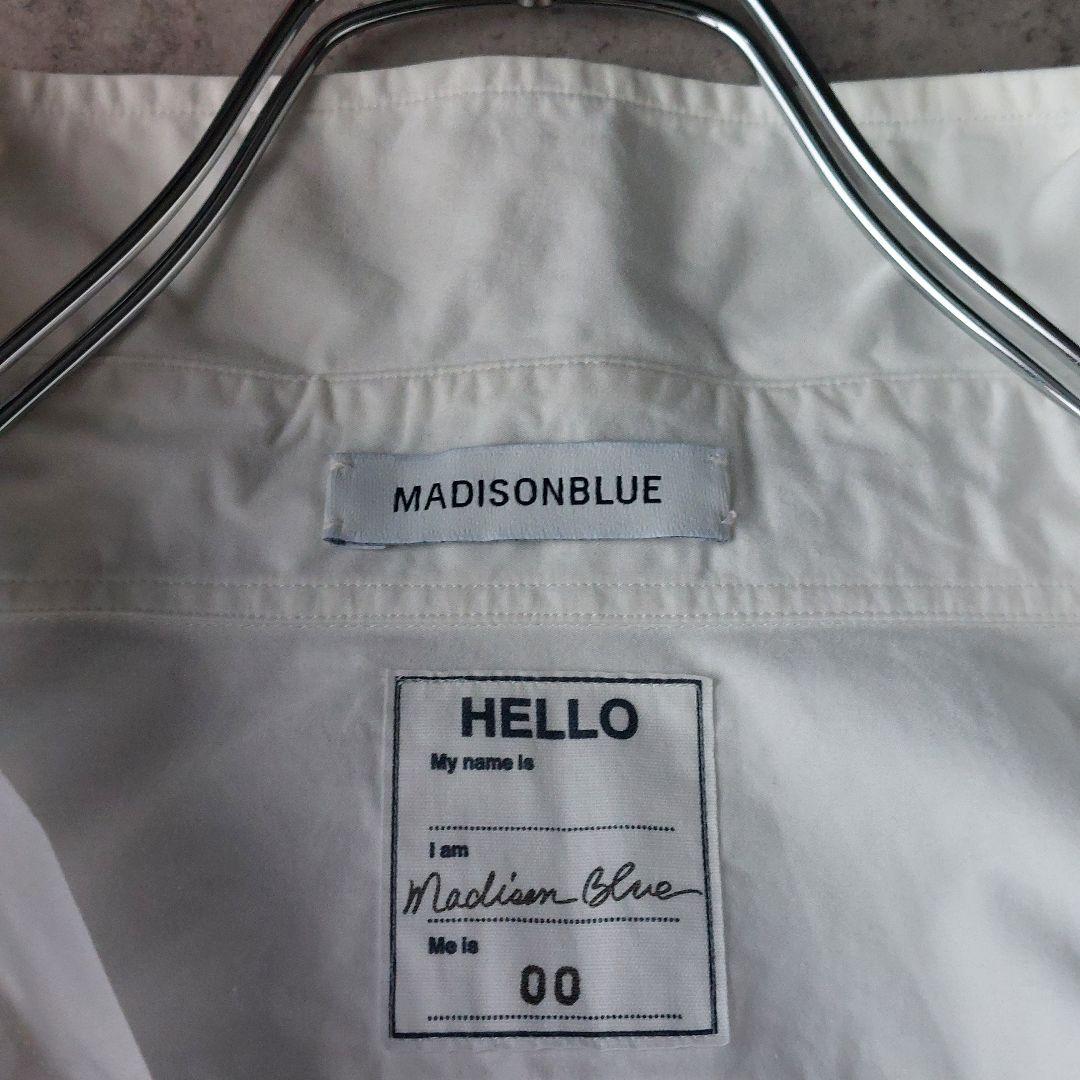 MADISONBLUE
HELLO
My name is
I am
Madison Blue
Me is
00